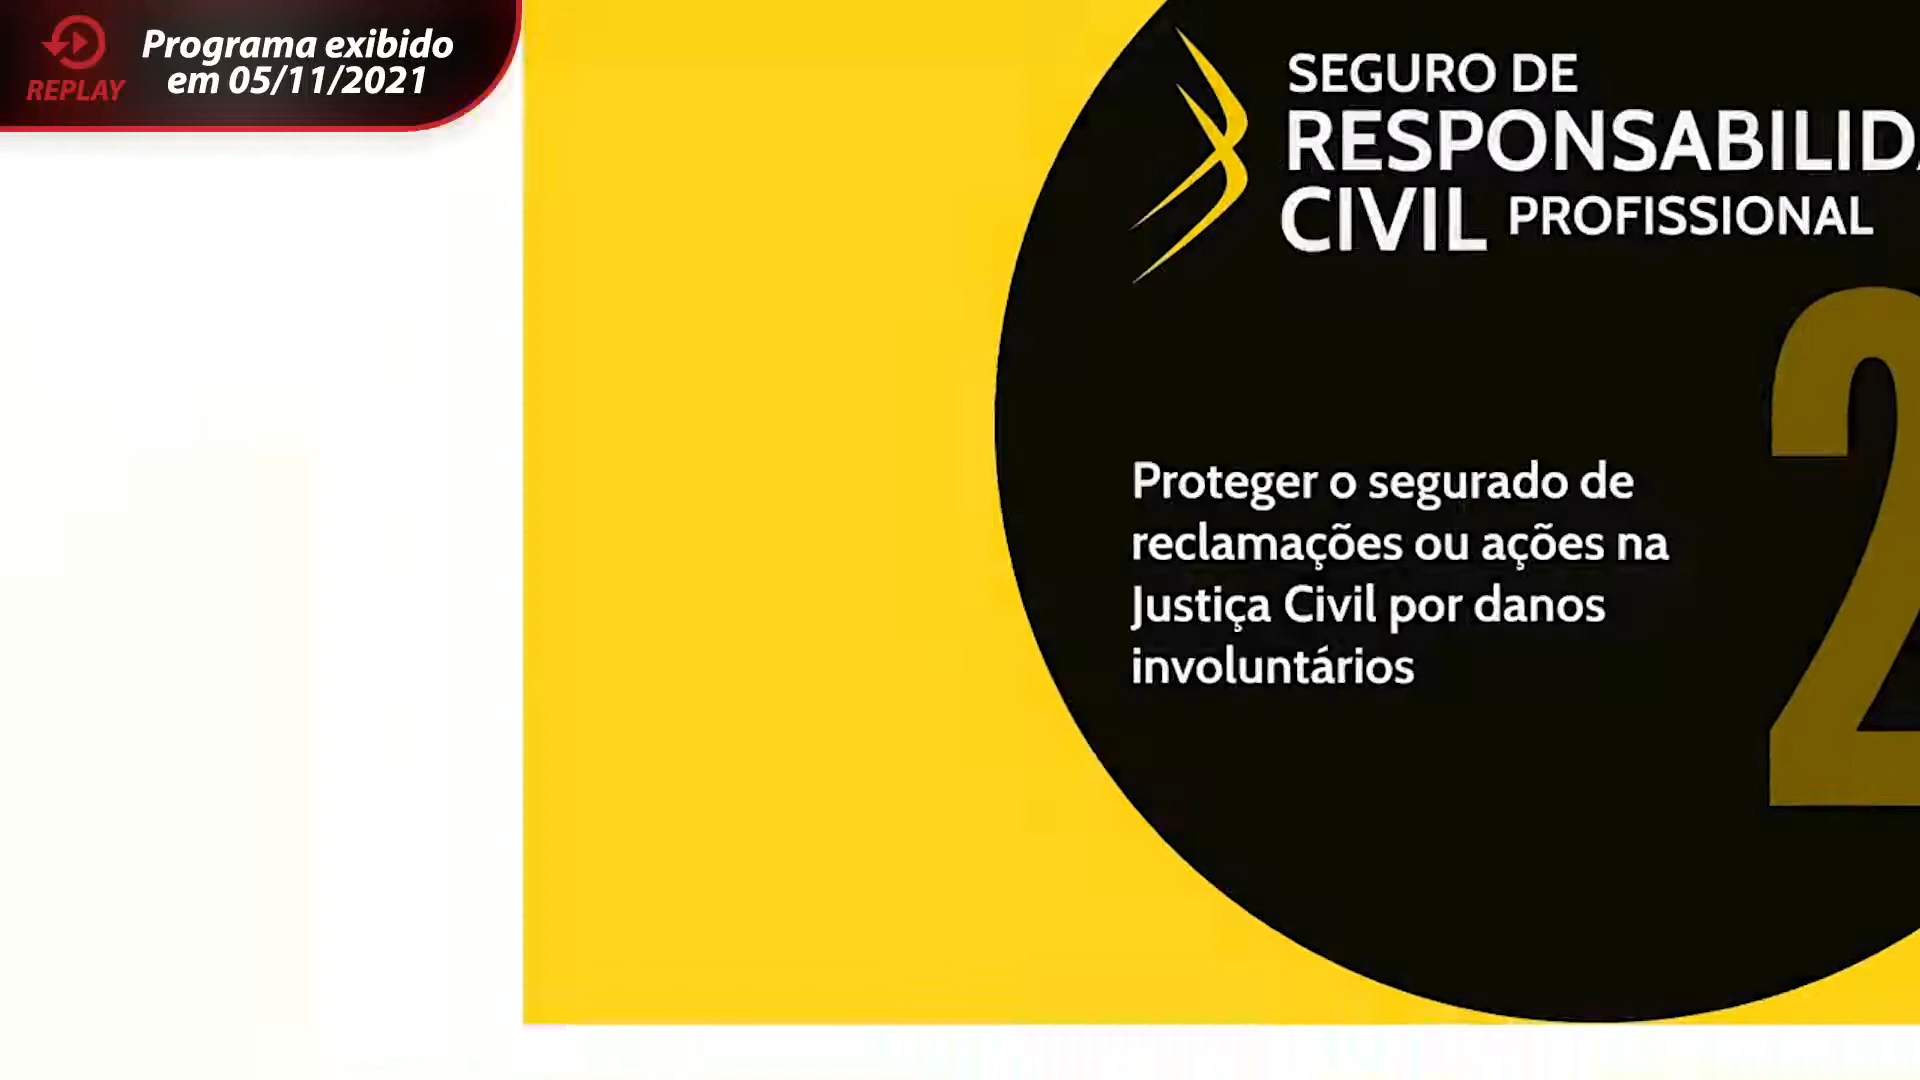 REPLAY
Programa exibido
em 05/11/2021
SEGURO DE
RESPONSABILID
CIVIL PROFISSIONAL
2
Proteger o segurado de
reclamações ou ações na
Justiça Civil por danos
involuntários